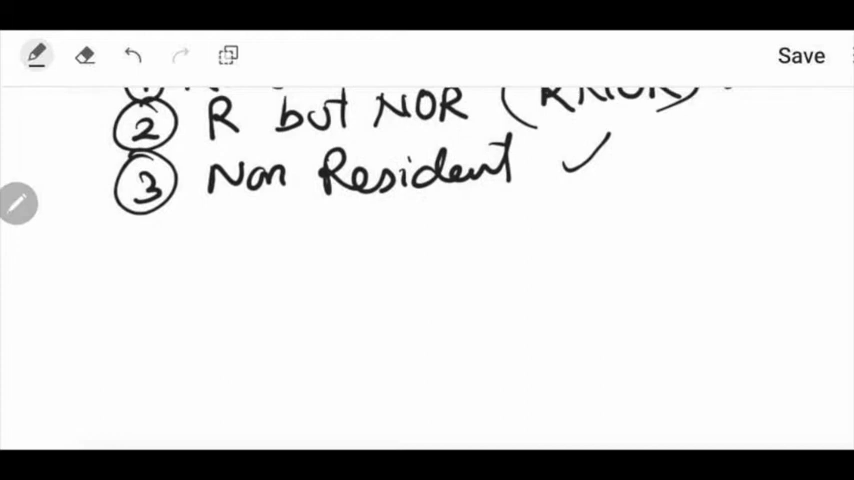 Save
② R but NOR (RNOR)
③ Non Resident ✓